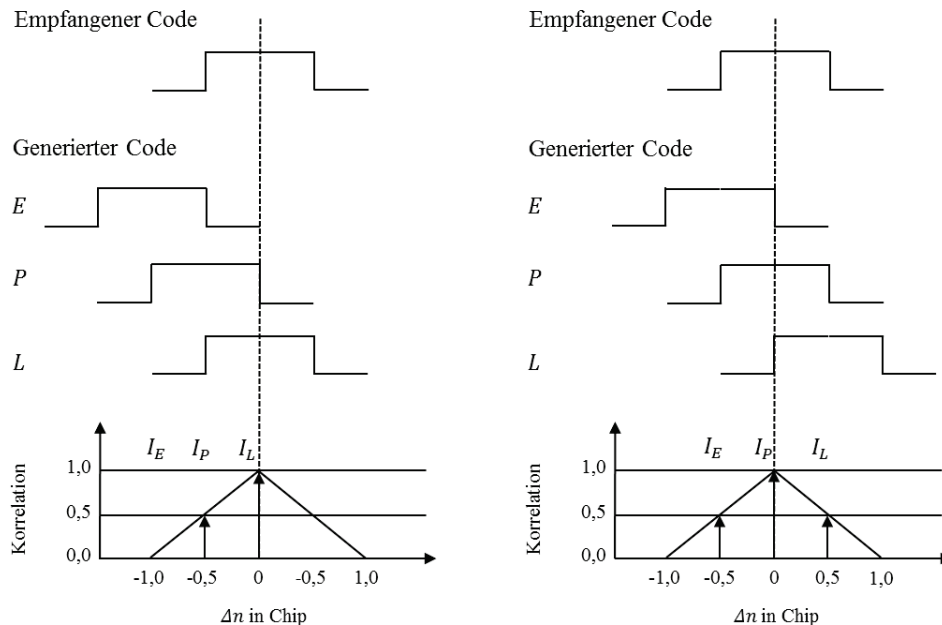 Empfangener Code
Generierter Code
E
P
L
I_E I_P I_L
Korrelation
1,0
0,5
0,0
-1,0 -0,5 0 -0,5 1,0
Δn in Chip
Empfangener Code
Generierter Code
E
P
L
I_E I_P I_L
Korrelation
1,0
0,5
0,0
-1,0 -0,5 0 0,5 1,0
Δn in Chip